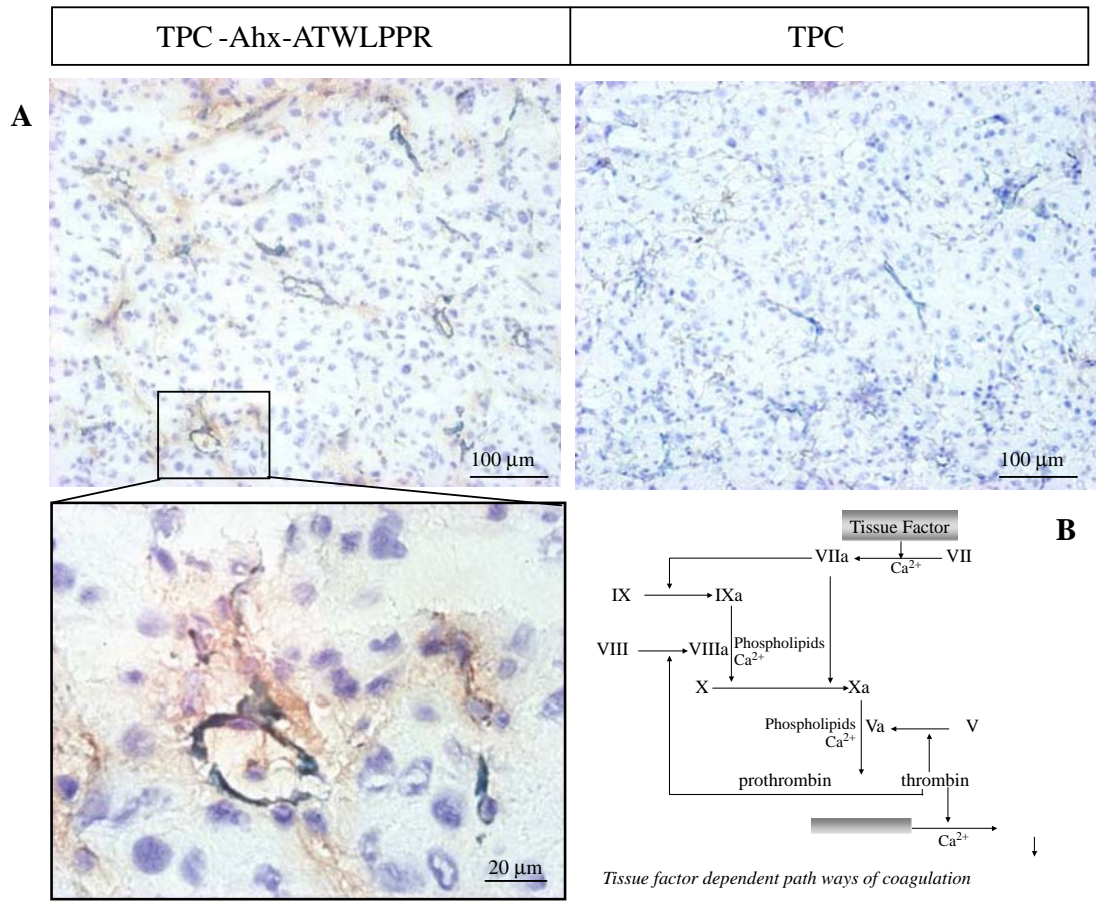 TPC -Ahx-ATWLPPR TPC
A
100 µm 100 µm
20 µm
B
Tissue Factor
VIIa VII
Ca2+
IX IXa
VIII VIIIa Phospholipids
Ca2+
X Xa
Phospholipids Va V
Ca2+
prothrombin thrombin
Ca2+
Tissue factor dependent path ways of coagulation